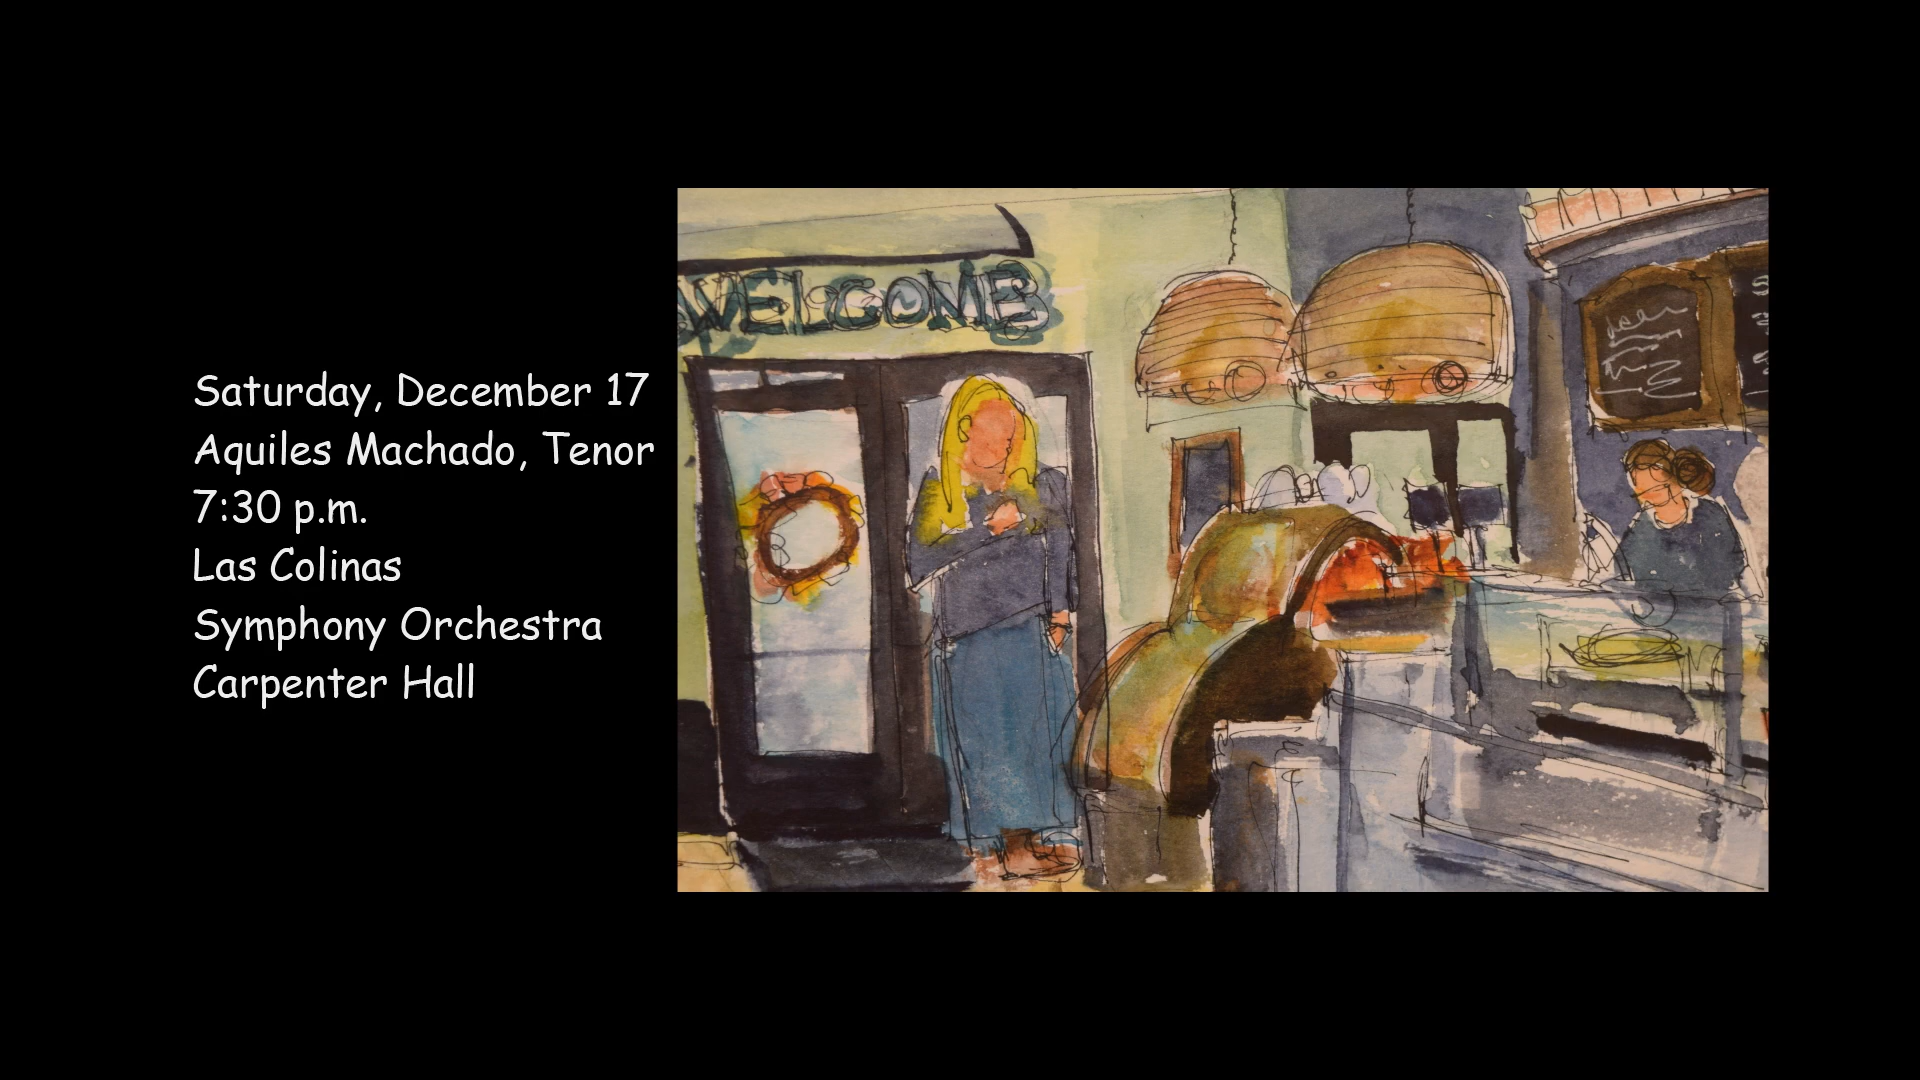 Saturday, December 17
Aquiles Machado, Tenor
7:30 p.m.
Las Colinas
Symphony Orchestra
Carpenter Hall
WELCOME